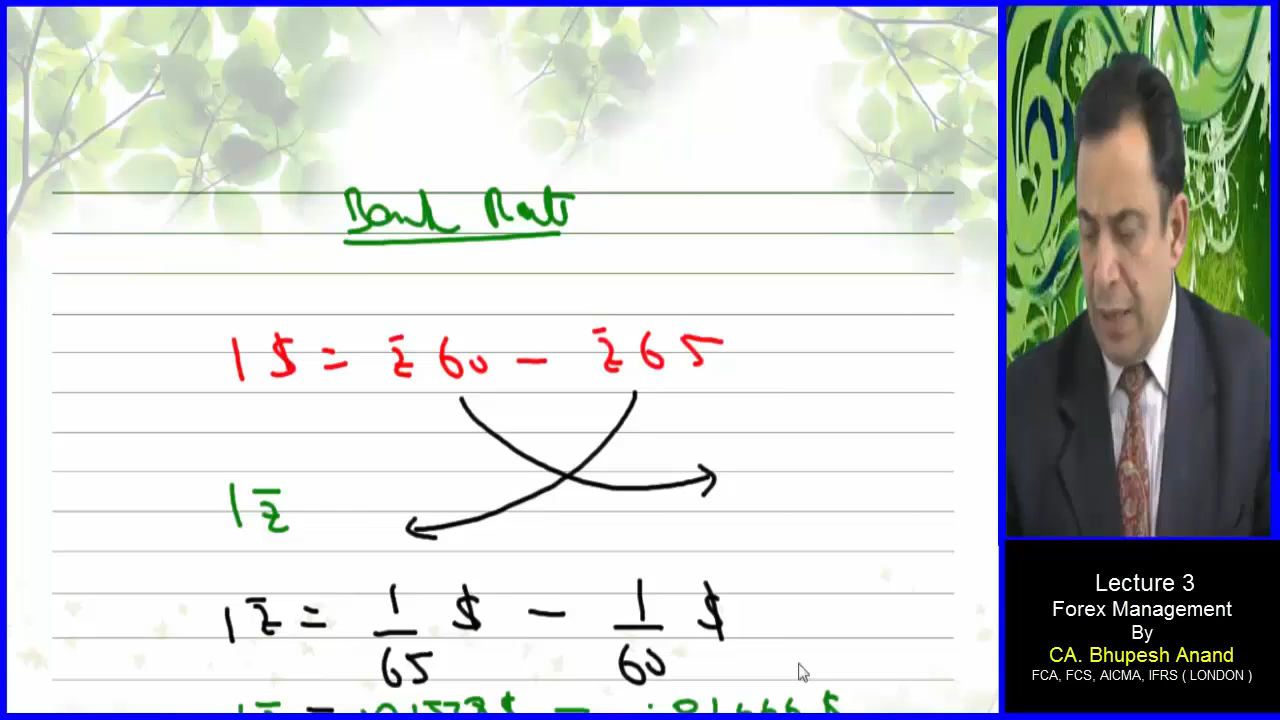 Bank Rate
1 $ = ₹ 60 - ₹ 65
1 ₹
1 ₹ = 1/65 $ - 1/60 $
1 ₹ =
Lecture 3
Forex Management
By
CA. Bhupesh Anand
FCA, FCS, AICMA, IFRS ( LONDON )